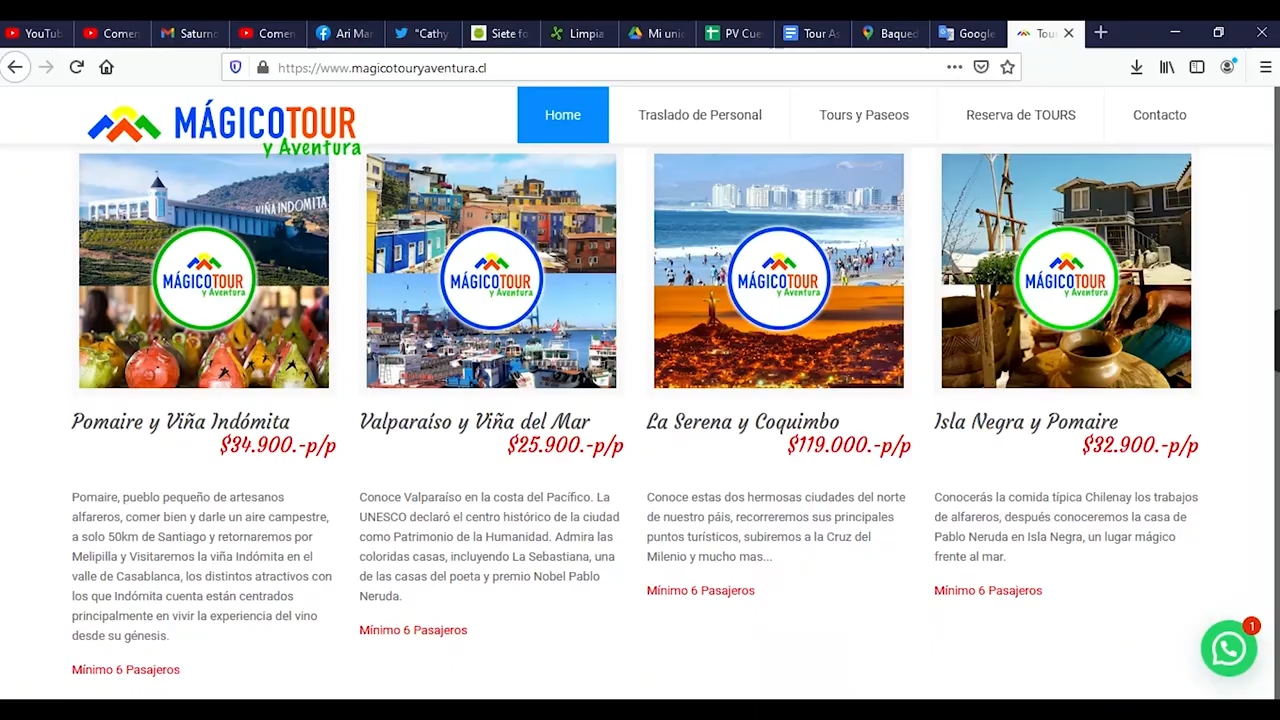 YouTub
Comen
Saturno
Comen
Ari Mar
"Cathy
Siete fo
Limpia
Mi unid
PV Cue
Tour As
Baqued
Google
Tou
https://www.magicotouryaventura.cl
MÁGICOTOUR
y Aventura
Home
Traslado de Personal
Tours y Paseos
Reserva de TOURS
Contacto
VIÑA INDOMITA
MÁGICOTOUR
y Aventura
MÁGICOTOUR
y Aventura
MÁGICOTOUR
y Aventura
MÁGICOTOUR
y Aventura
Pomaire y Viña Indómita
$34.900.-p/p
Pomaire, pueblo pequeño de artesanos
alfareros, comer bien y darle un aire campestre,
a solo 50km de Santiago y retornaremos por
Melipilla y Visitaremos la viña Indómita en el
valle de Casablanca, los distintos atractivos con
los que Indómita cuenta están centrados
principalmente en vivir la experiencia del vino
desde su génesis.
Mínimo 6 Pasajeros
Valparaíso y Viña del Mar
$25.900.-p/p
Conoce Valparaíso en la costa del Pacífico. La
UNESCO declaró el centro histórico de la ciudad
como Patrimonio de la Humanidad. Admira las
coloridas casas, incluyendo La Sebastiana, una
de las casas del poeta y premio Nobel Pablo
Neruda.
Mínimo 6 Pasajeros
La Serena y Coquimbo
$119.000.-p/p
Conoce estas dos hermosas ciudades del norte
de nuestro páis, recorreremos sus principales
puntos turísticos, subiremos a la Cruz del
Milenio y mucho mas...
Mínimo 6 Pasajeros
Isla Negra y Pomaire
$32.900.-p/p
Conocerás la comida típica Chilenay los trabajos
de alfareros, después conoceremos la casa de
Pablo Neruda en Isla Negra, un lugar mágico
frente al mar.
Mínimo 6 Pasajeros
1